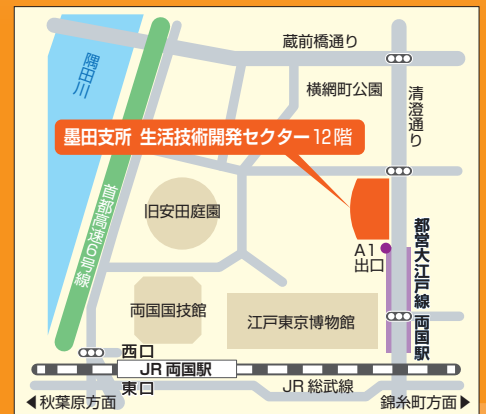 蔵前橋通り
隅田川
横網町公園
清澄通り
墨田支所 生活技術開発セクター12階
首都高速6号線
旧安田庭園
A1
出口
都営大江戸線 両国駅
両国国技館
江戸東京博物館
西口
JR 両国駅
東口
JR 総武線
◀秋葉原方面
錦糸町方面▶